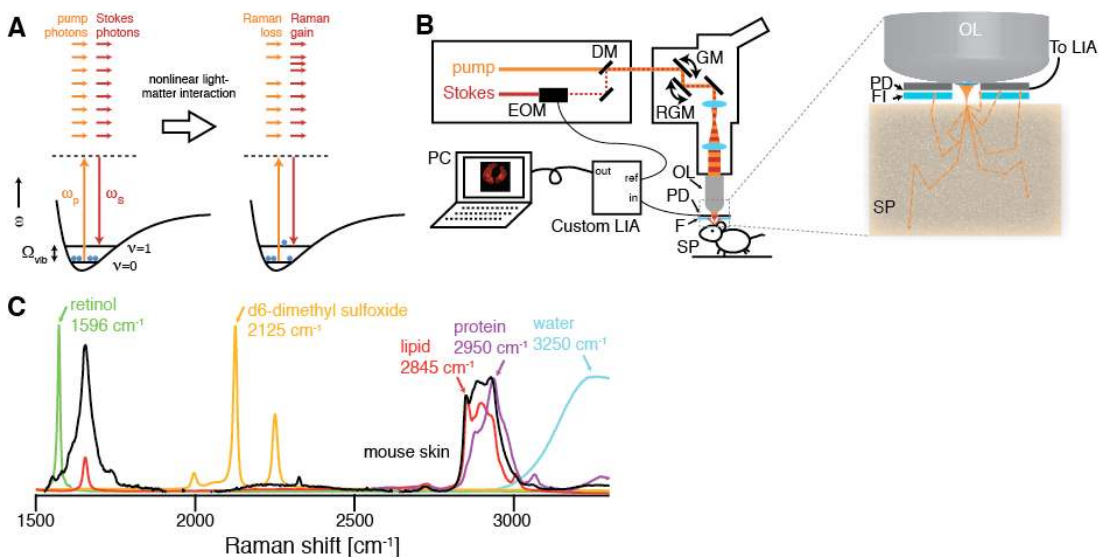 A
pump
photons
Stokes
photons
Raman
loss
Raman
gain
nonlinear light-
matter interaction
ω
ωp
ωs
Ωvib
ν=1
ν=0
B
pump
Stokes
DM
EOM
GM
RGM
PC
out
ref
in
Custom LIA
OL
PD
F
SP
OL
To LIA
PD
FI
SP
C
retinol
1596 cm⁻¹
d6-dimethyl sulfoxide
2125 cm⁻¹
lipid
2845 cm⁻¹
protein
2950 cm⁻¹
water
3250 cm⁻¹
mouse skin
1500
2000
2500
3000
Raman shift [cm⁻¹]